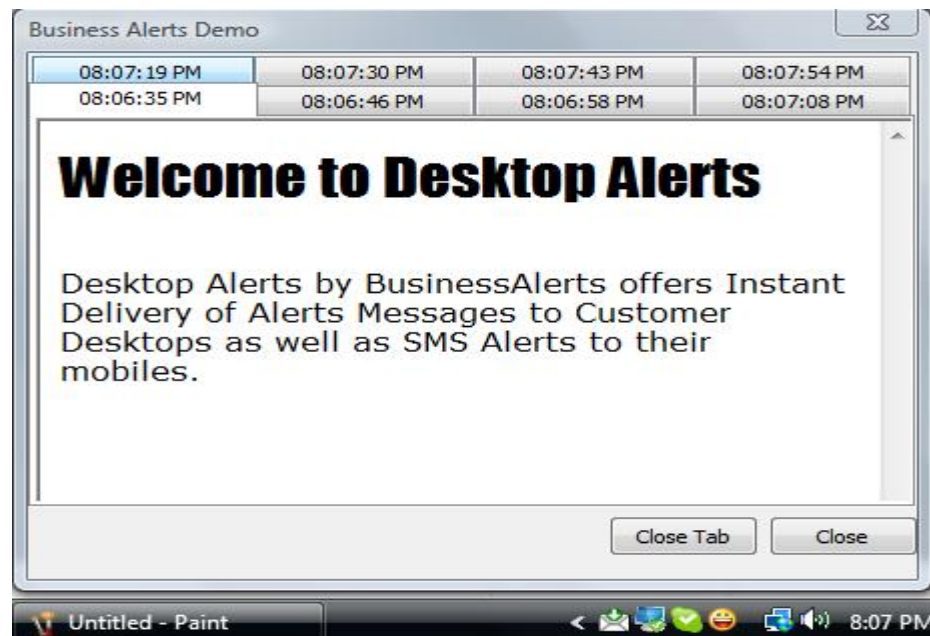 Business Alerts Demo
08:07:19 PM 08:07:30 PM 08:07:43 PM 08:07:54 PM
08:06:35 PM 08:06:46 PM 08:06:58 PM 08:07:08 PM
Welcome to Desktop Alerts
Desktop Alerts by BusinessAlerts offers Instant
Delivery of Alerts Messages to Customer
Desktops as well as SMS Alerts to their
mobiles.
Close Tab Close
Untitled - Paint < 8:07 PM